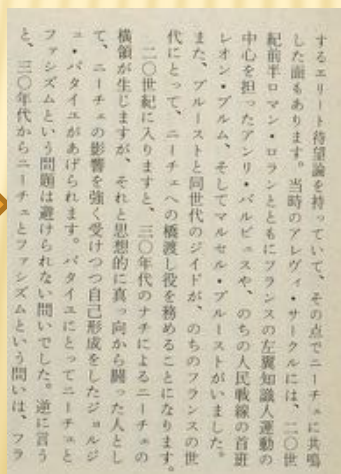 するエリート待望論を持っていて、その点でニーチェに共鳴
した面もあります。当時のアレヴィ・サークルには、二〇世
紀前半ロマン・ロランとともにフランスの左翼知識人運動の
中心を担ったアンリ・バルビュスや、のちの人民戦線の首班
レオン・ブルム、そしてマルセル・プルーストがいました。
また、プルーストと同世代のジイドが、のちのフランスの世
代にとって、ニーチェへの橋渡し役を務めることになります。
二〇世紀に入りますと、三〇年代のナチによるニーチェの
横領が生じますが、それと思想的に真っ向から闘った人とし
て、ニーチェの影響を強く受けつつ自己形成をしたジョルジ
ュ・バタイユがあげられます。バタイユにとってニーチェと
ファシズムという問題は避けられない問いでした。逆に言う
と、三〇年代からニーチェとファシズムという問いは、フラ